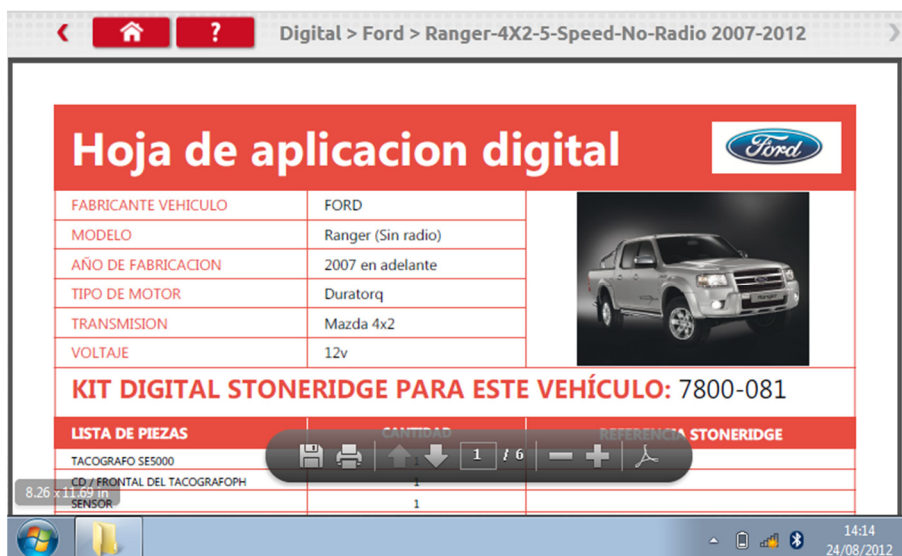 ? Digital > Ford > Ranger-4X2-5-Speed-No-Radio 2007-2012
Hoja de aplicacion digital Ford
FABRICANTE VEHICULO FORD
MODELO Ranger (Sin radio)
AÑO DE FABRICACION 2007 en adelante
TIPO DE MOTOR Duratorq
TRANSMISION Mazda 4x2
VOLTAJE 12v
KIT DIGITAL STONERIDGE PARA ESTE VEHÍCULO: 7800-081
LISTA DE PIEZAS CANTIDAD REFERENCIA STONERIDGE
TACOGRAFO SE5000
1 / 6
CD / FRONTAL DEL TACOGRAFOPH 1
8.26 x 11.69 in
SENSOR 1
14:14
24/08/2012